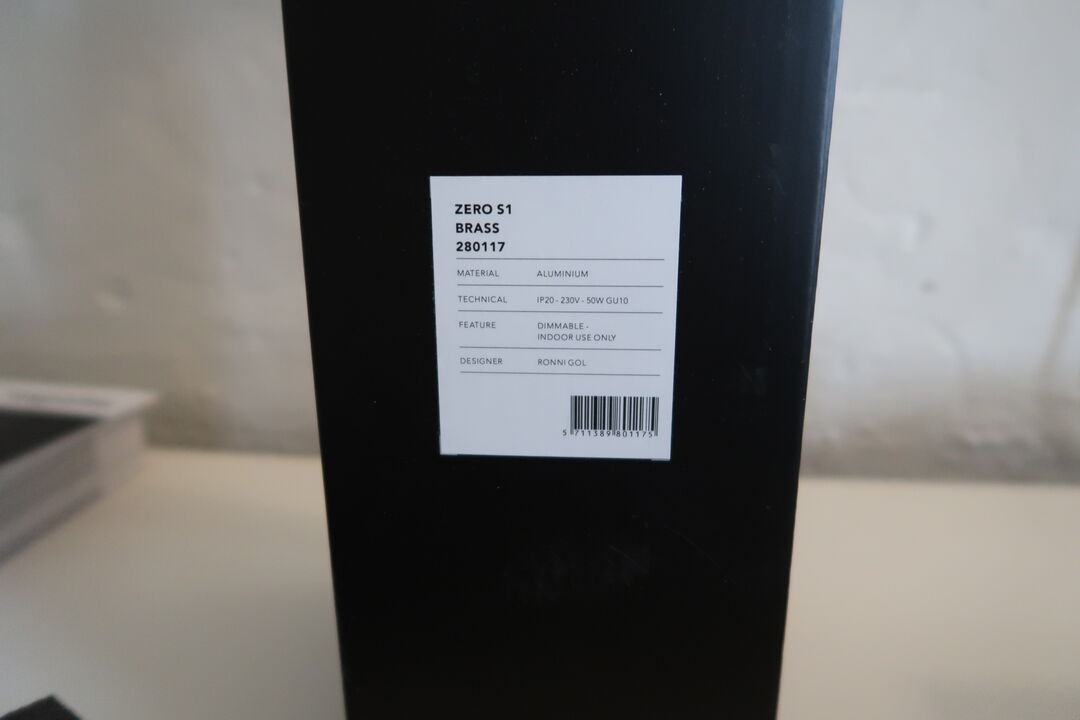 ZERO S1
BRASS
280117
MATERIAL ALUMINIUM
TECHNICAL IP20 - 230V - 50W GU10
FEATURE DIMMABLE -
INDOOR USE ONLY
DESIGNER RONNI GOL
5 711389 801175